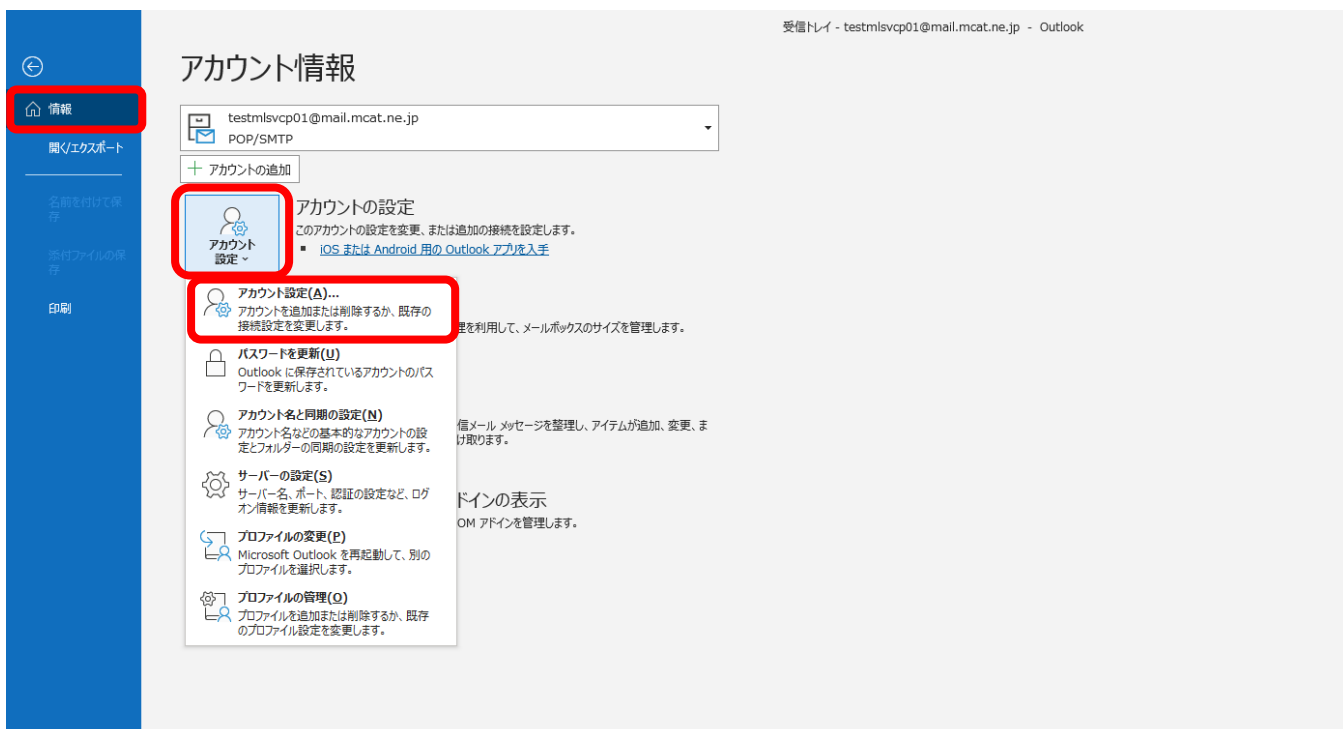 受信トレイ - testmlsvcp01@mail.mcat.ne.jp - Outlook
アカウント情報
情報
開く/エクスポート
名前を付けて保
存
添付ファイルの保
存
印刷
testmlsvcp01@mail.mcat.ne.jp
POP/SMTP
アカウントの追加
アカウント
設定
アカウントの設定
このアカウントの設定を変更、または追加の接続を設定します。
iOS または Android 用の Outlook アプリを入手
アカウント設定(A)...
アカウントを追加または削除するか、既存の
接続設定を変更します。
理を利用して、メールボックスのサイズを管理します。
パスワードを更新(U)
Outlook に保存されているアカウントのパス
ワードを更新します。
アカウント名と同期の設定(N)
アカウント名などの基本的なアカウントの設
定とフォルダーの同期の設定を更新します。
信メール メッセージを整理し、アイテムが追加、変更、ま
け取ります。
サーバーの設定(S)
サーバー名、ポート、認証の設定など、ログ
オン情報を更新します。
ドインの表示
OM アドインを管理します。
プロファイルの変更(P)
Microsoft Outlook を再起動して、別の
プロファイルを選択します。
プロファイルの管理(O)
プロファイルを追加または削除するか、既存
のプロファイル設定を変更します。